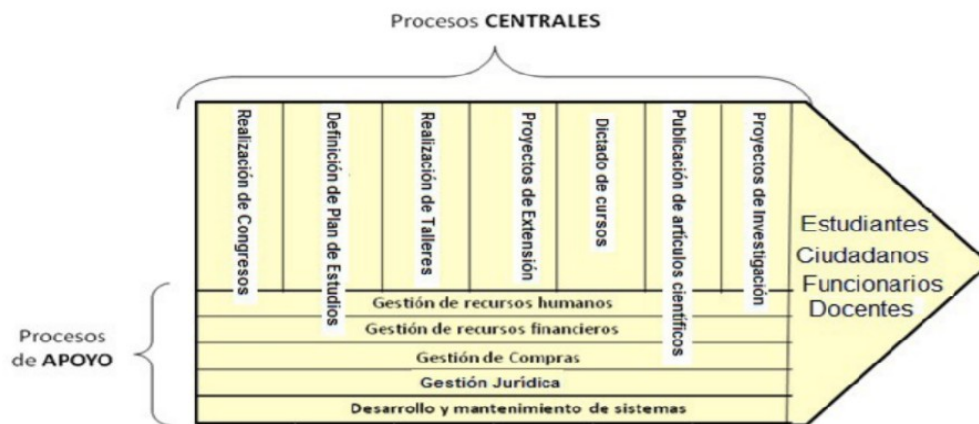 Procesos CENTRALES
Realización de Congresos
Definición de Plan
de Estudios
Realización de Talleres
Proyectos de Extensión
Dictado de cursos
Publicación de artículos científicos
Proyectos de Investigación
Estudiantes
Ciudadanos
Funcionarios
Docentes
Procesos
de APOYO
Gestión de recursos humanos
Gestión de recursos financieros
Gestión de Compras
Gestión Jurídica
Desarrollo y mantenimiento de sistemas